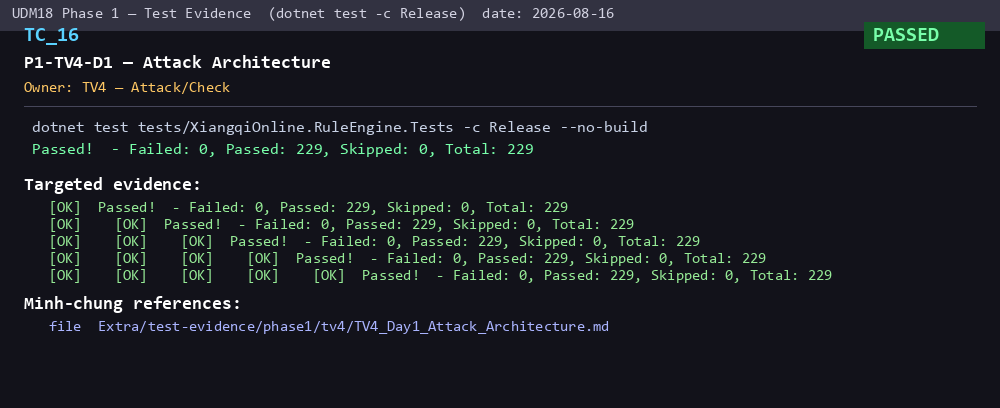 UDM18 Phase 1 — Test Evidence  (dotnet test -c Release)  date: 2026-08-16
TC_16
PASSED
P1-TV4-D1 — Attack Architecture
Owner: TV4 — Attack/Check
dotnet test tests/XiangqiOnline.RuleEngine.Tests -c Release --no-build
Passed!  - Failed: 0, Passed: 229, Skipped: 0, Total: 229
Targeted evidence:
[OK]  Passed!  - Failed: 0, Passed: 229, Skipped: 0, Total: 229
[OK]    [OK]  Passed!  - Failed: 0, Passed: 229, Skipped: 0, Total: 229
[OK]    [OK]    [OK]  Passed!  - Failed: 0, Passed: 229, Skipped: 0, Total: 229
[OK]    [OK]    [OK]    [OK]  Passed!  - Failed: 0, Passed: 229, Skipped: 0, Total: 229
[OK]    [OK]    [OK]    [OK]    [OK]  Passed!  - Failed: 0, Passed: 229, Skipped: 0, Total: 229
Minh-chung references:
file  Extra/test-evidence/phase1/tv4/TV4_Day1_Attack_Architecture.md